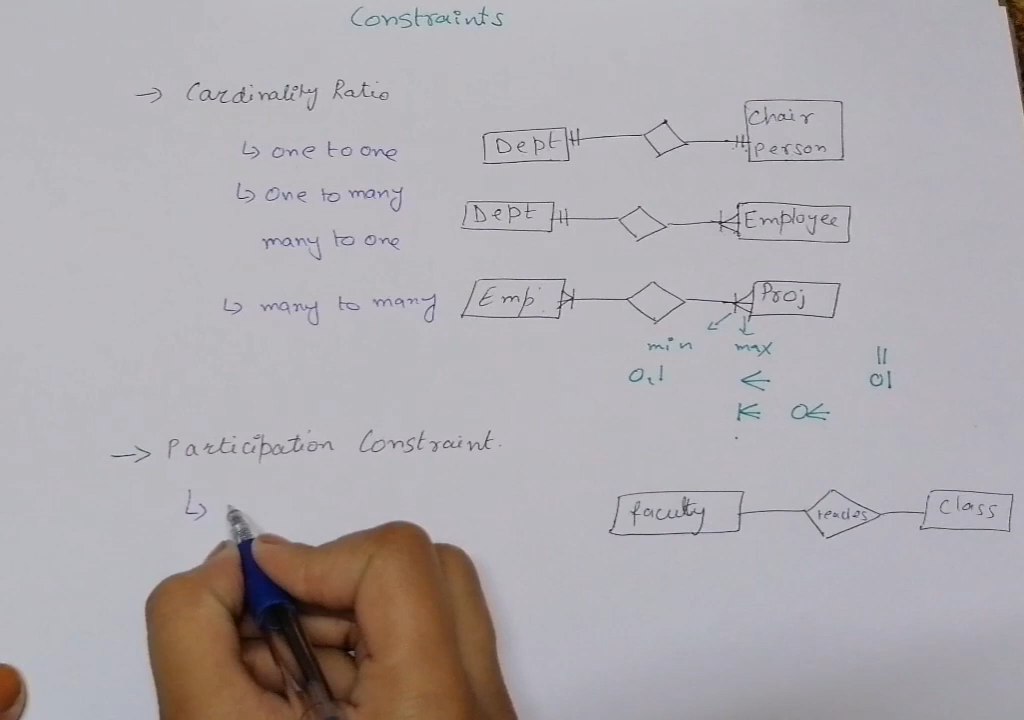 Constraints
→ Cardinality Ratio
↳ one to one
Dept
Chair
person
↳ One to many
Dept
Employee
many to one
↳ many to many
Emp.
Proj
min
max
0,1
11
01
→ Participation Constraint.
↳
faculty
teaches
Class